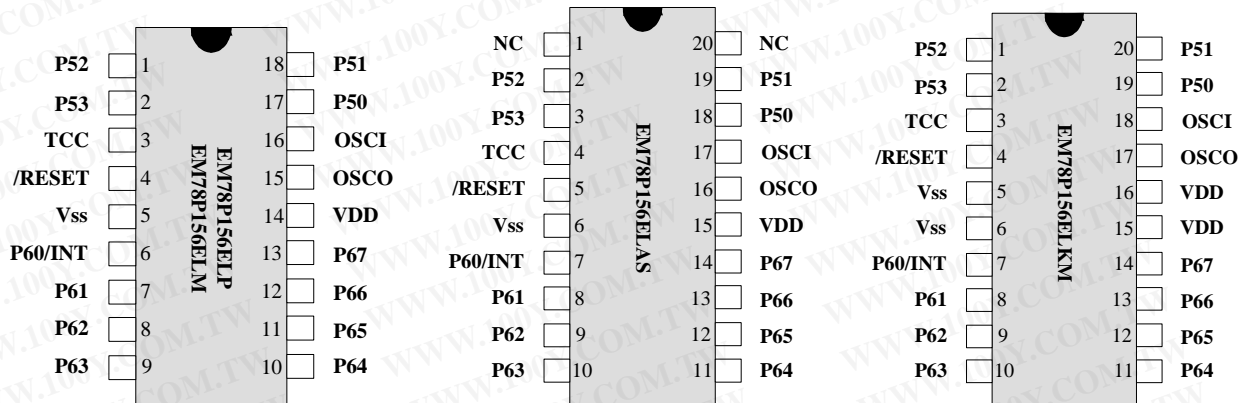 P52 1 18 P51
P53 2 17 P50
TCC 3 16 OSCI
/RESET 4 15 OSCO
Vss 5 14 VDD
P60/INT 6 13 P67
P61 7 12 P66
P62 8 11 P65
P63 9 10 P64
EM78P156ELP
EM78P156ELM
NC 1 20 NC
P52 2 19 P51
P53 3 18 P50
TCC 4 17 OSCI
/RESET 5 16 OSCO
Vss 6 15 VDD
P60/INT 7 14 P67
P61 8 13 P66
P62 9 12 P65
P63 10 11 P64
EM78P156ELAS
P52 1 20 P51
P53 2 19 P50
TCC 3 18 OSCI
/RESET 4 17 OSCO
Vss 5 16 VDD
Vss 6 15 VDD
P60/INT 7 14 P67
P61 8 13 P66
P62 9 12 P65
P63 10 11 P64
EM78P156ELKM
WWW.100Y.COM.TW